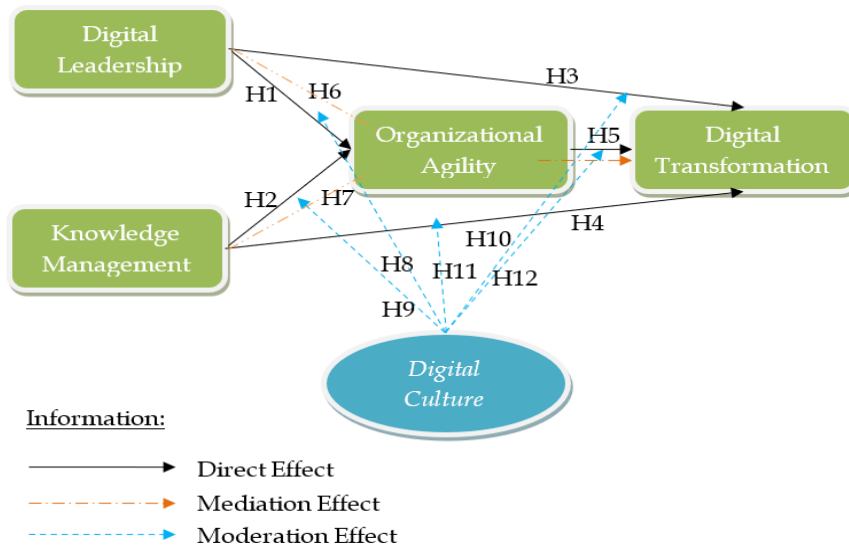 Digital
Leadership
H3
H1
H6
Organizational
Agility
H5
Digital
Transformation
H2
H7
Knowledge
Management
H4
H10
H8
H11
H12
H9
Digital
Culture
Information:
Direct Effect
Mediation Effect
Moderation Effect